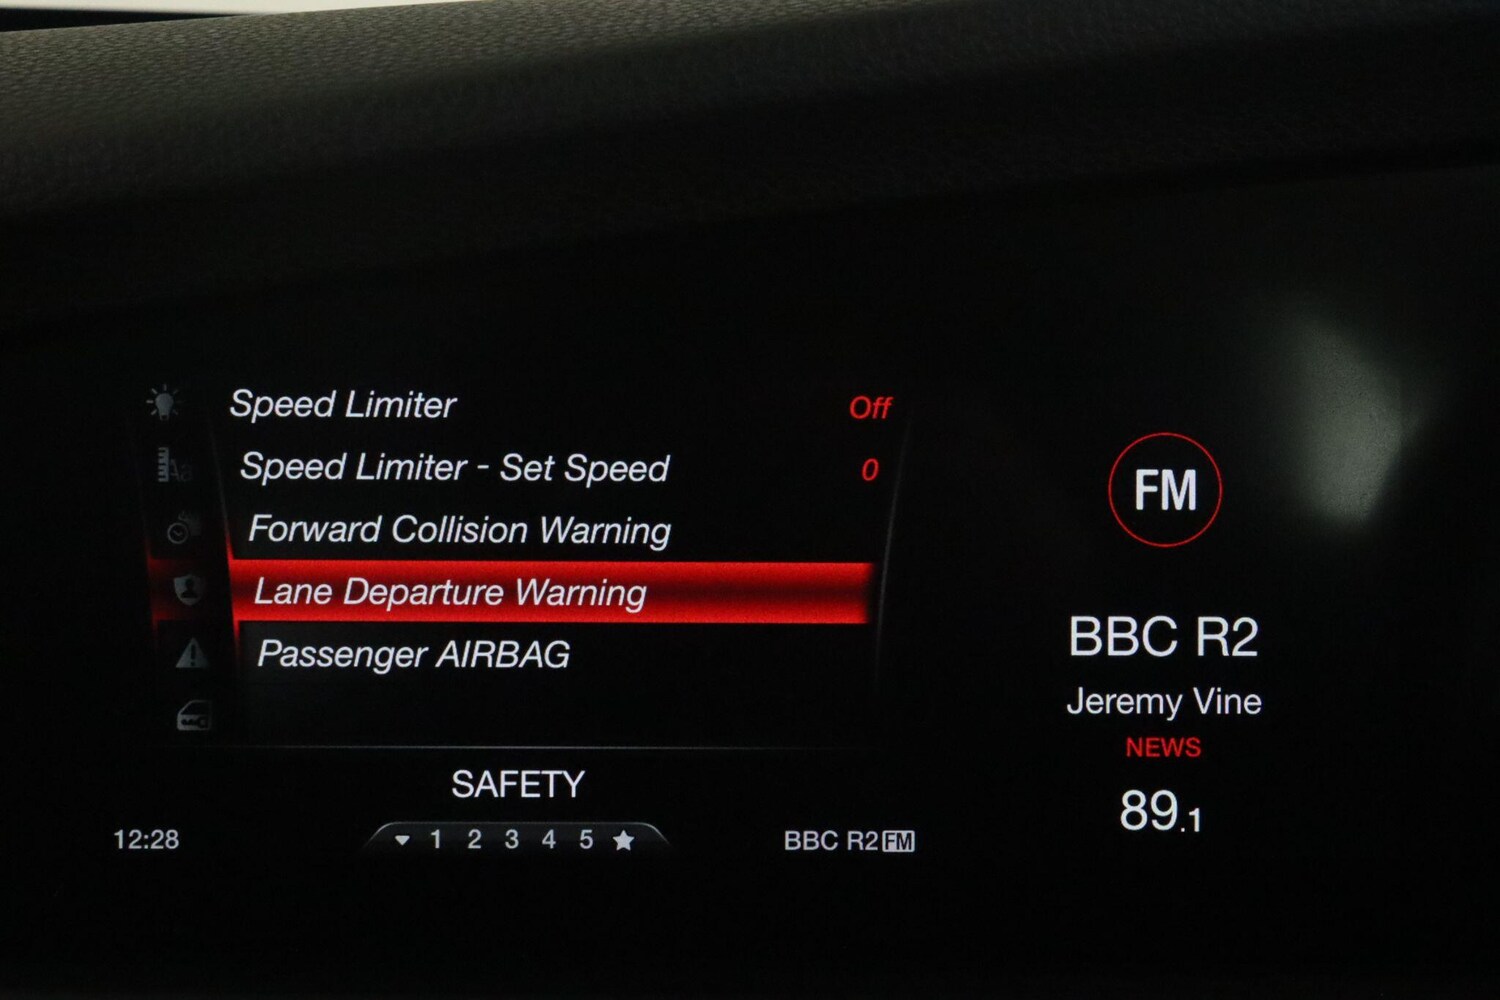 Speed Limiter Off
Speed Limiter - Set Speed 0
Forward Collision Warning
Lane Departure Warning
Passenger AIRBAG
SAFETY
12:28
1 2 3 4 5
BBC R2 FM
FM
BBC R2
Jeremy Vine
NEWS
89.1